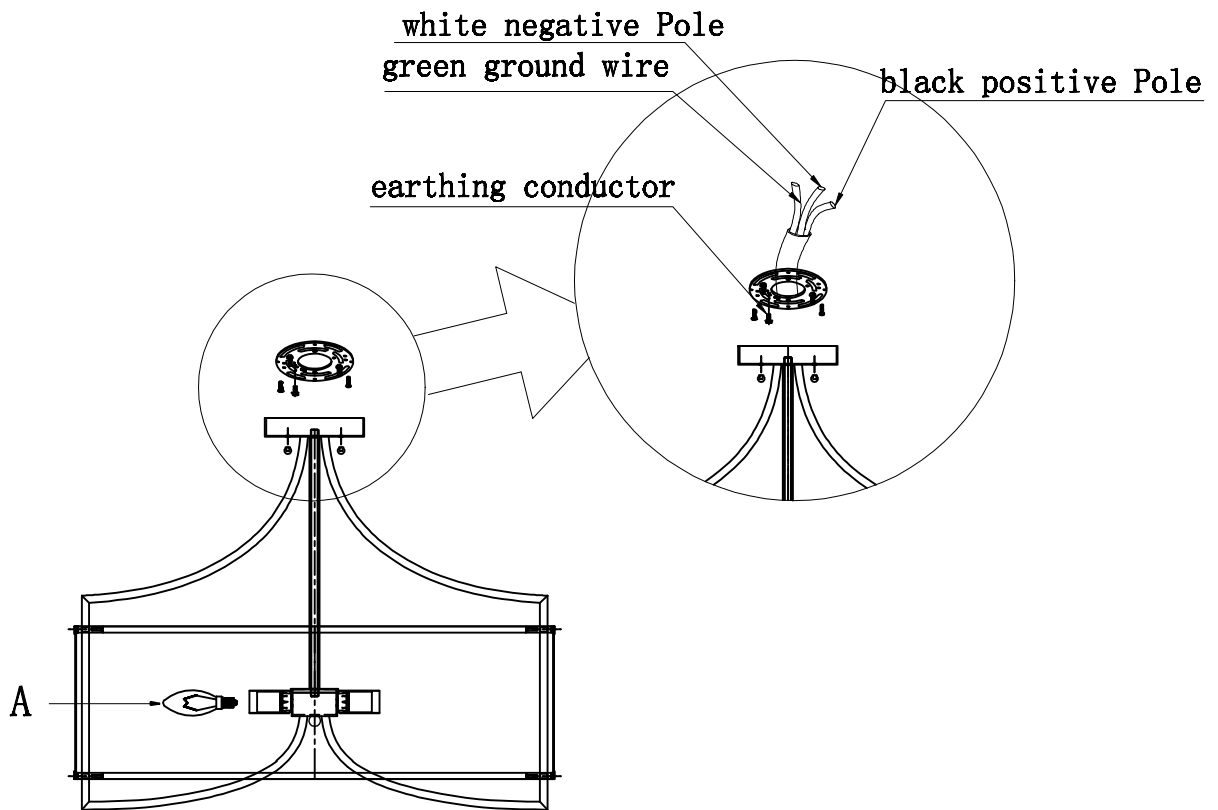 white negative Pole
green ground wire
black positive Pole
earthing conductor
A